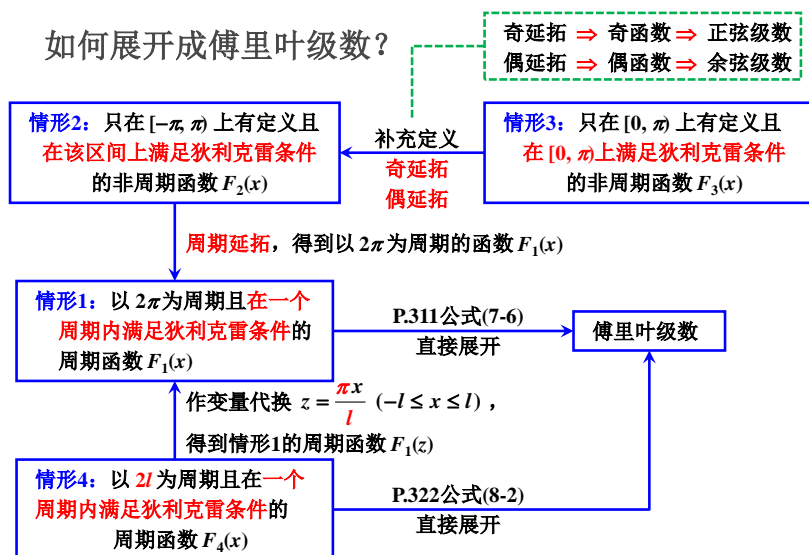 如何展开成傅里叶级数？
奇延拓 ⇒ 奇函数 ⇒ 正弦级数
偶延拓 ⇒ 偶函数 ⇒ 余弦级数
情形2：只在 [−π, π) 上有定义且
在该区间上满足狄利克雷条件
的非周期函数 F₂(x)
补充定义
奇延拓
偶延拓
情形3：只在 [0, π) 上有定义且
在 [0, π)上满足狄利克雷条件
的非周期函数 F₃(x)
周期延拓，得到以 2π 为周期的函数 F₁(x)
情形1：以 2π 为周期且在一个
周期内满足狄利克雷条件的
周期函数 F₁(x)
P.311公式(7-6)
直接展开
傅里叶级数
作变量代换 z = πx/l (−l ≤ x ≤ l) ，
得到情形1的周期函数 F₁(z)
情形4：以 2l 为周期且在一个
周期内满足狄利克雷条件的
周期函数 F₄(x)
P.322公式(8-2)
直接展开